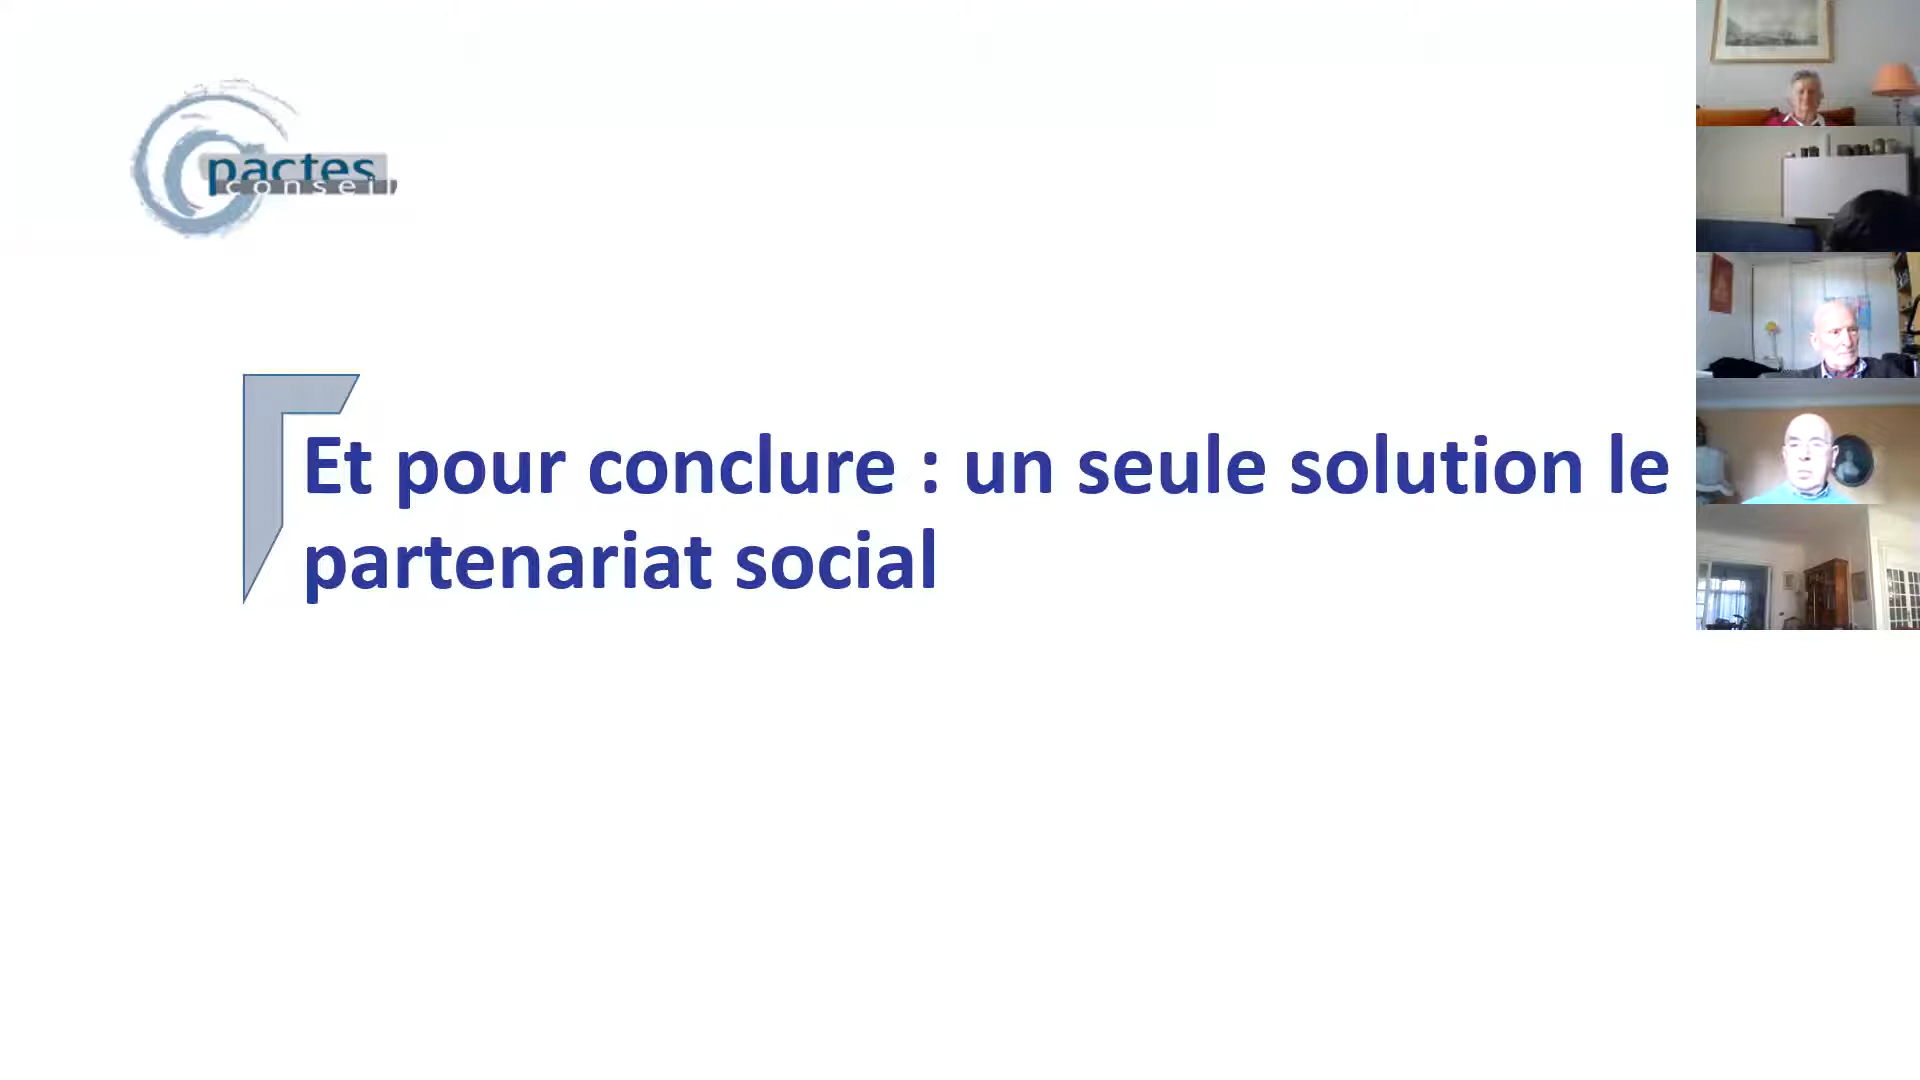 pactes
conseil
Et pour conclure : un seule solution le
partenariat social